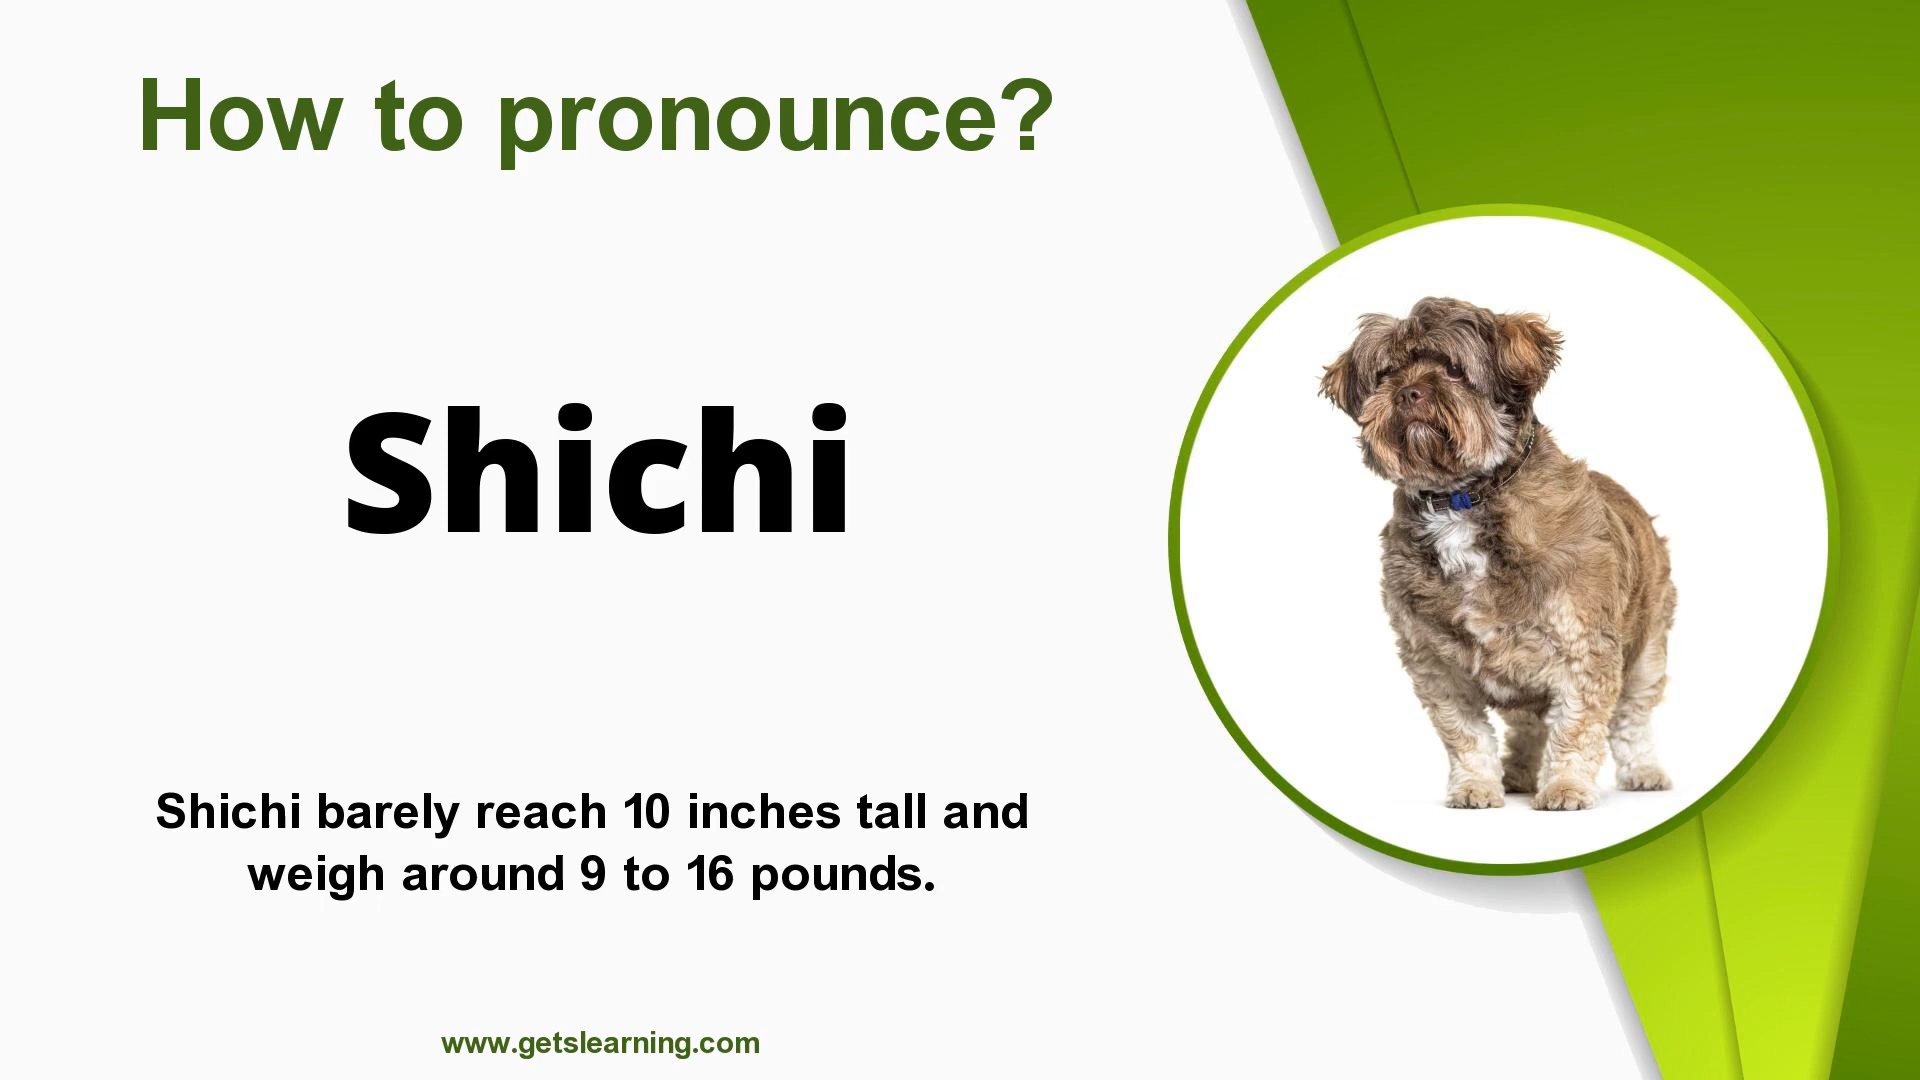 How to pronounce?
Shichi
Shichi barely reach 10 inches tall and
weigh around 9 to 16 pounds.
www.getslearning.com